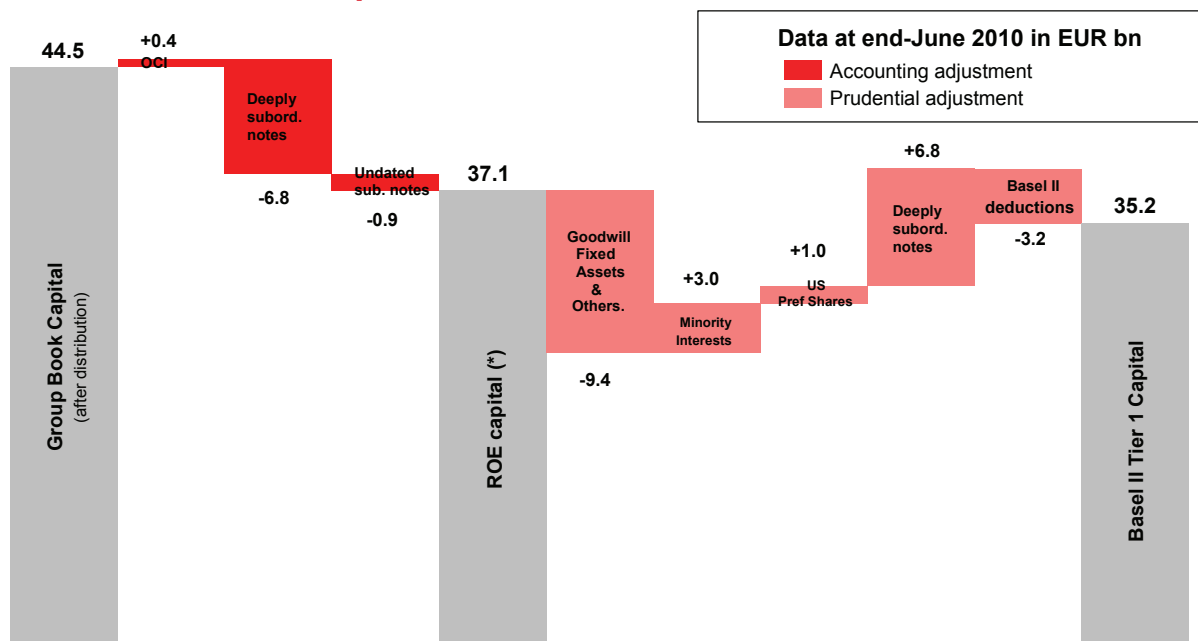 Data at end-June 2010 in EUR bn
Accounting adjustment
Prudential adjustment
44.5
Group Book Capital
(after distribution)
+0.4
OCI
Deeply
subord.
notes
-6.8
Undated
sub. notes
-0.9
37.1
ROE capital (*)
Goodwill
Fixed
Assets
&
Others.
-9.4
+3.0
Minority
Interests
+1.0
US
Pref Shares
+6.8
Deeply
subord.
notes
Basel II
deductions
-3.2
35.2
Basel II Tier 1 Capital